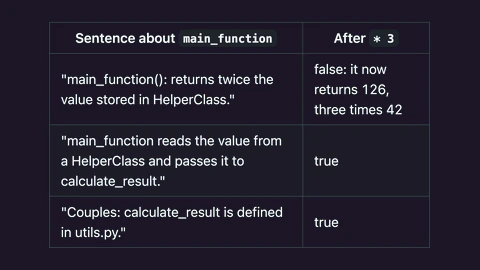 Sentence about main_function
After * 3
"main_function(): returns twice the
value stored in HelperClass."
false: it now
returns 126,
three times 42
"main_function reads the value from
a HelperClass and passes it to
calculate_result."
true
"Couples: calculate_result is defined
in utils.py."
true